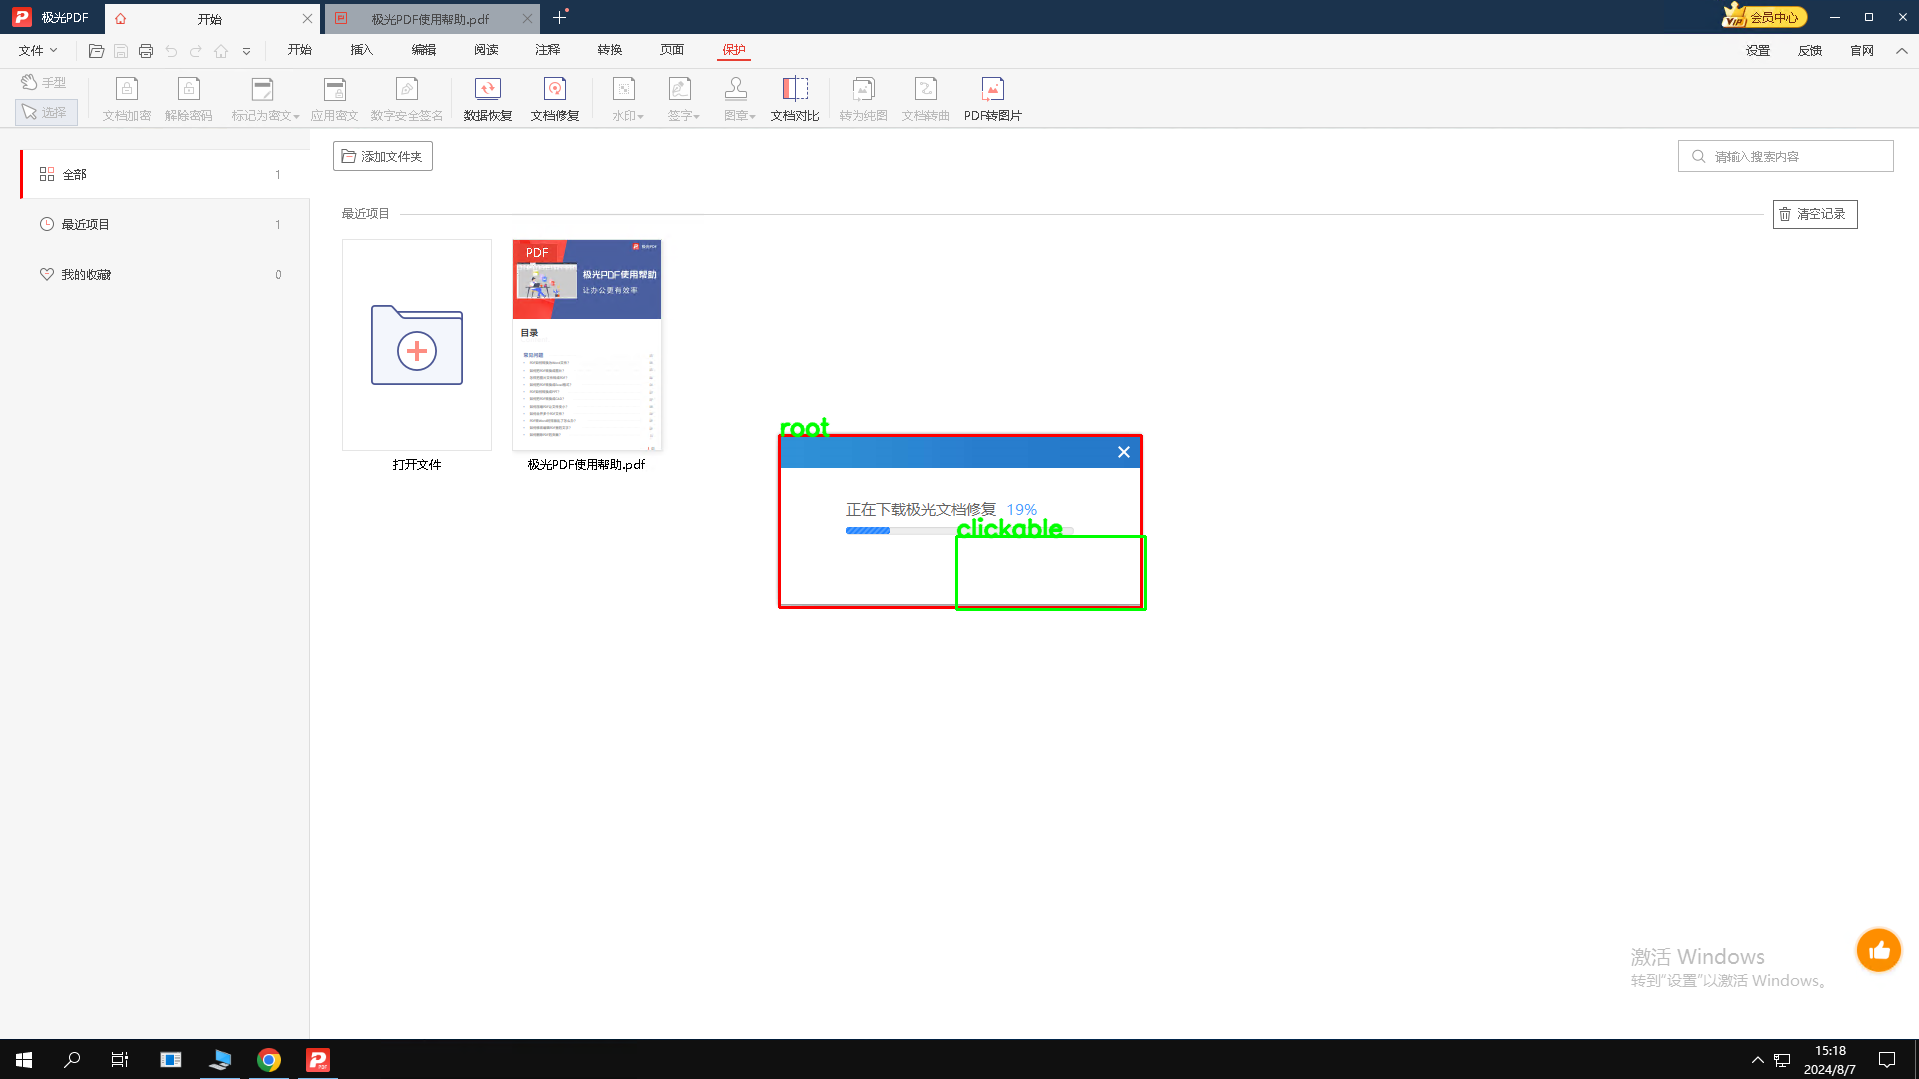 极光PDF
开始
极光PDF使用帮助.pdf
会员中心
文件
开始
插入
编辑
阅读
注释
转换
页面
保护
设置
反馈
官网
手型
选择
文档加密
解除密码
标记为密文
应用密文
数字安全签名
数据恢复
文档修复
水印
签字
图章
文档对比
转为纯图
文档转曲
PDF转图片
全部 1
最近项目 1
我的收藏 0
添加文件夹
请输入搜索内容
最近项目
清空记录
PDF
极光PDF
极光PDF使用帮助
让办公更有效率
目录
常见问题
打开文件
极光PDF使用帮助.pdf
root
正在下载极光文档修复 19%
clickable
激活 Windows
转到“设置”以激活 Windows。
15:18
2024/8/7